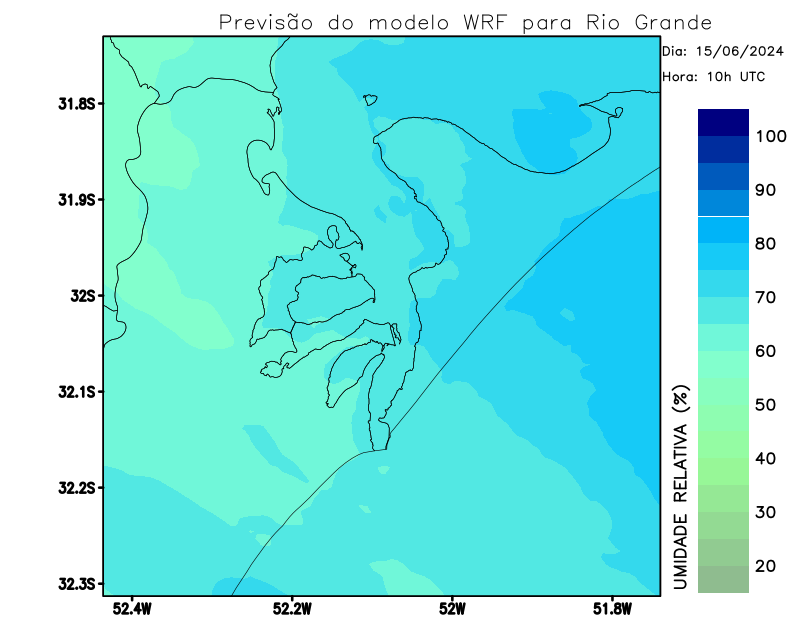 Previsão do modelo WRF para Rio Grande
Dia: 15/06/2024
Hora: 10h UTC
31.8S
31.9S
32S
32.1S
32.2S
32.3S
52.4W
52.2W
52W
51.8W
UMIDADE RELATIVA (%)
100
90
80
70
60
50
40
30
20